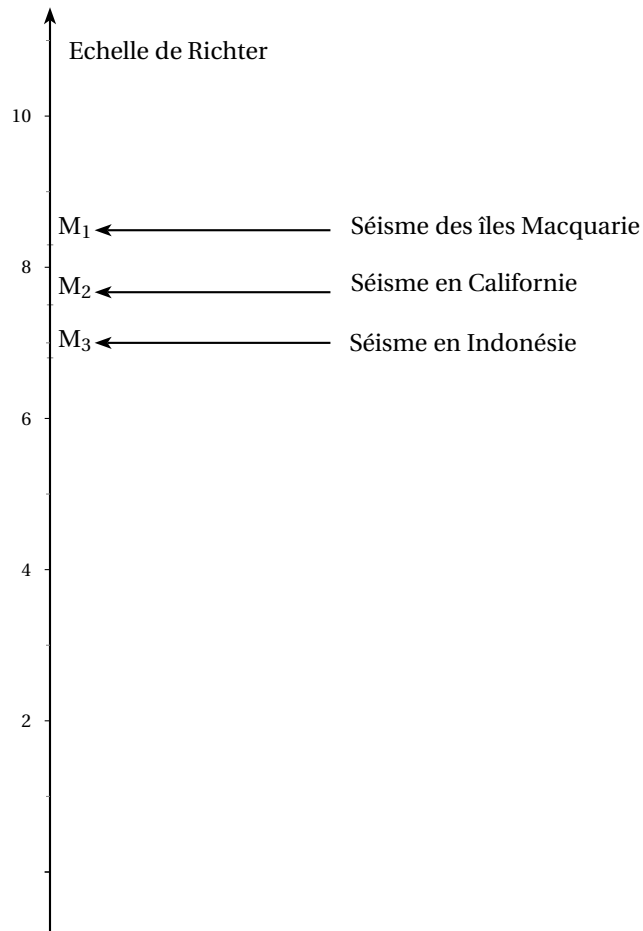 Echelle de Richter
10
M1 Séisme des îles Macquarie
8
M2 Séisme en Californie
M3 Séisme en Indonésie
6
4
2